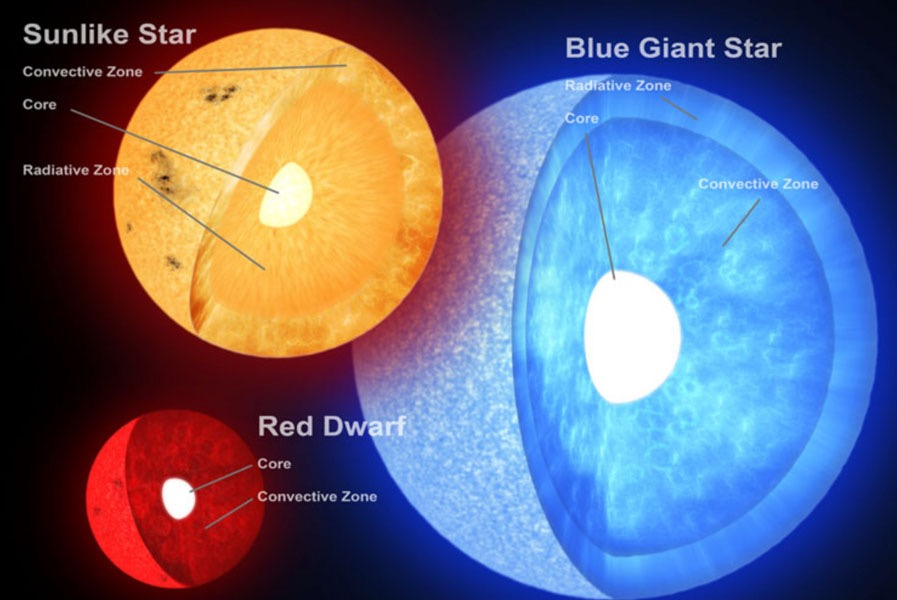 Sunlike Star
Convective Zone
Core
Radiative Zone
Blue Giant Star
Radiative Zone
Core
Convective Zone
Red Dwarf
Core
Convective Zone